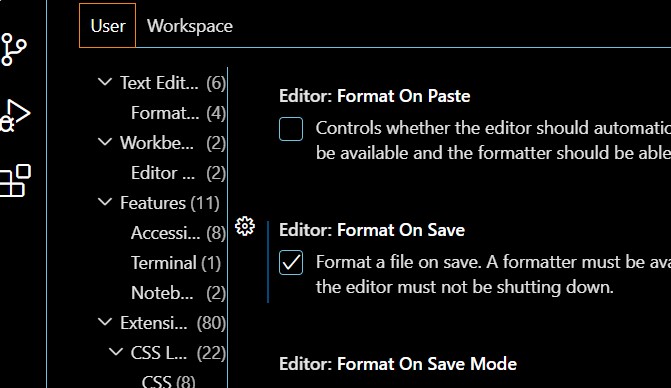 User Workspace
Text Edit... (6)
Format... (4)
Workbe... (2)
Editor ... (2)
Features (11)
Accessi... (8)
Terminal (1)
Noteb... (2)
Extensi... (80)
CSS L... (22)
CSS (8)
Editor: Format On Paste
Controls whether the editor should automatic
be available and the formatter should be able
Editor: Format On Save
Format a file on save. A formatter must be ava
the editor must not be shutting down.
Editor: Format On Save Mode